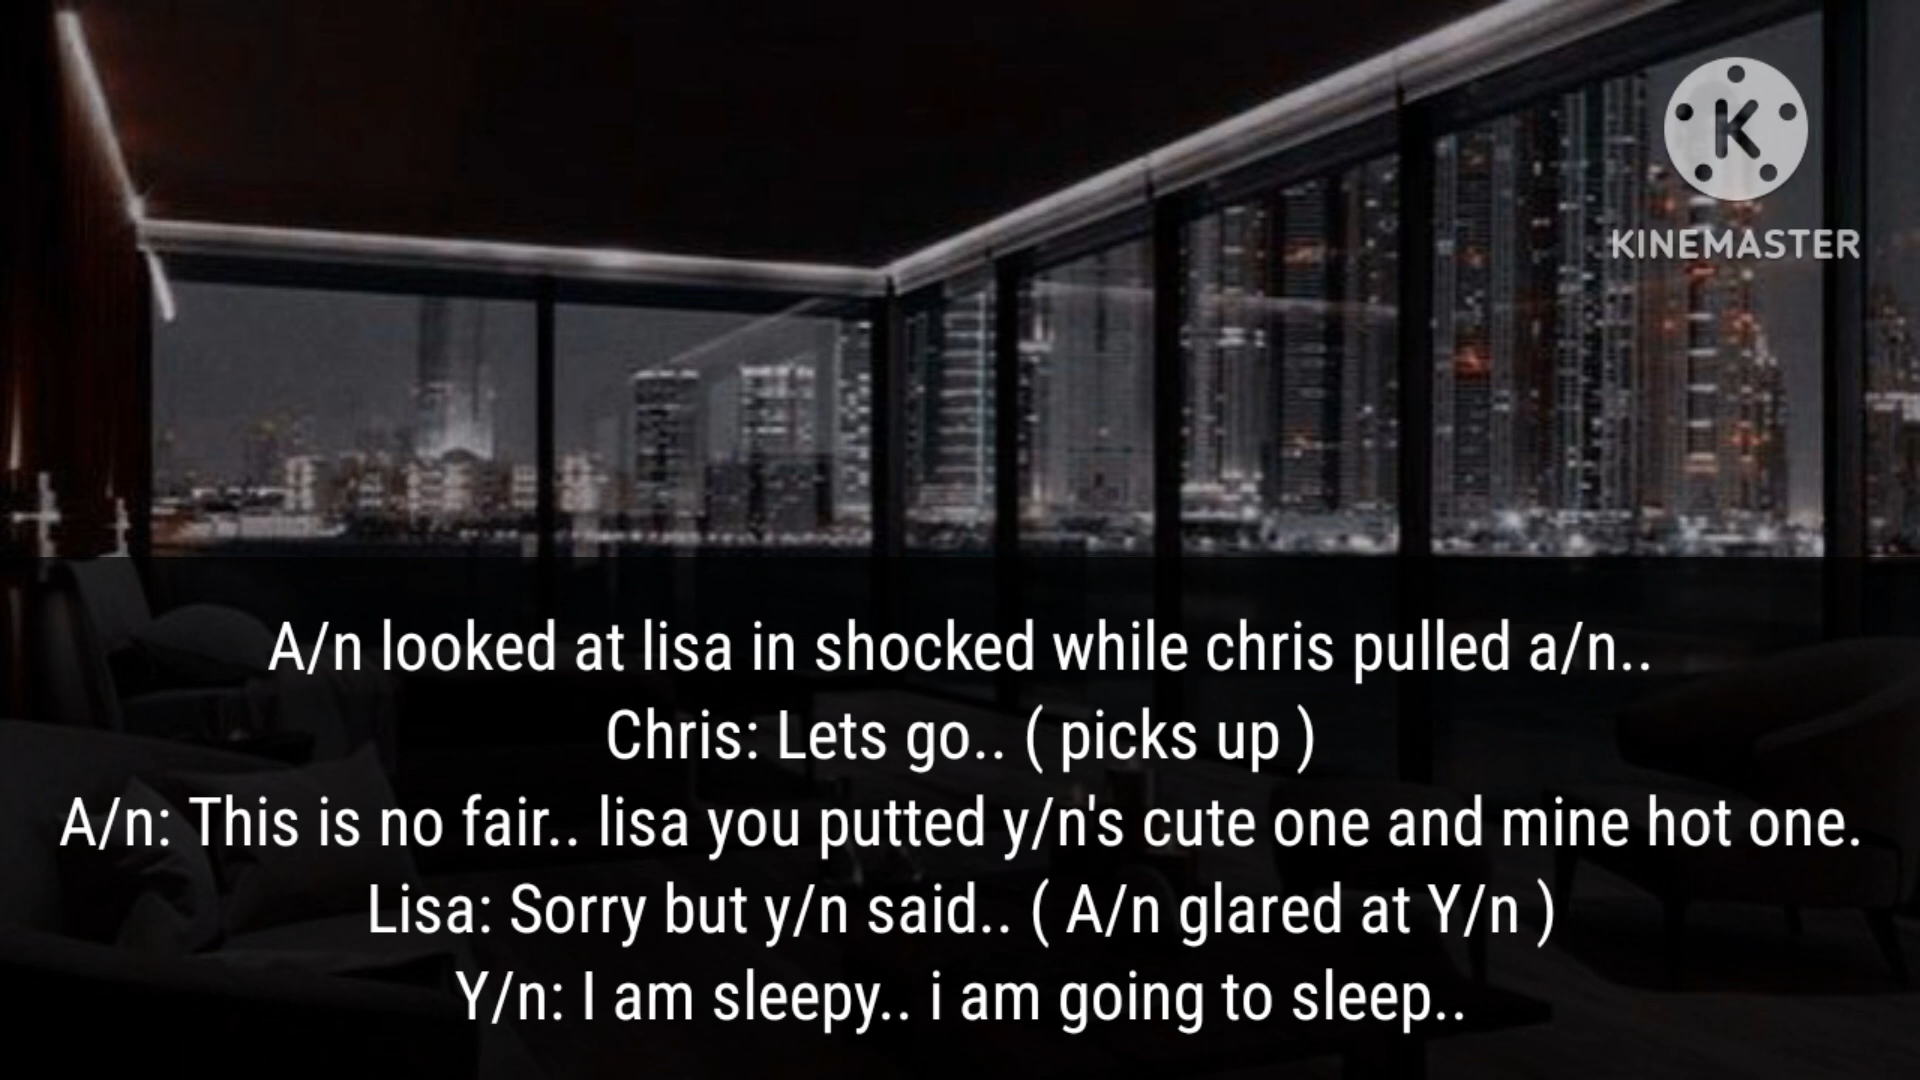 K
KINEMASTER
A/n looked at lisa in shocked while chris pulled a/n..
Chris: Lets go.. ( picks up )
A/n: This is no fair.. lisa you putted y/n's cute one and mine hot one.
Lisa: Sorry but y/n said.. ( A/n glared at Y/n )
Y/n: I am sleepy.. i am going to sleep..